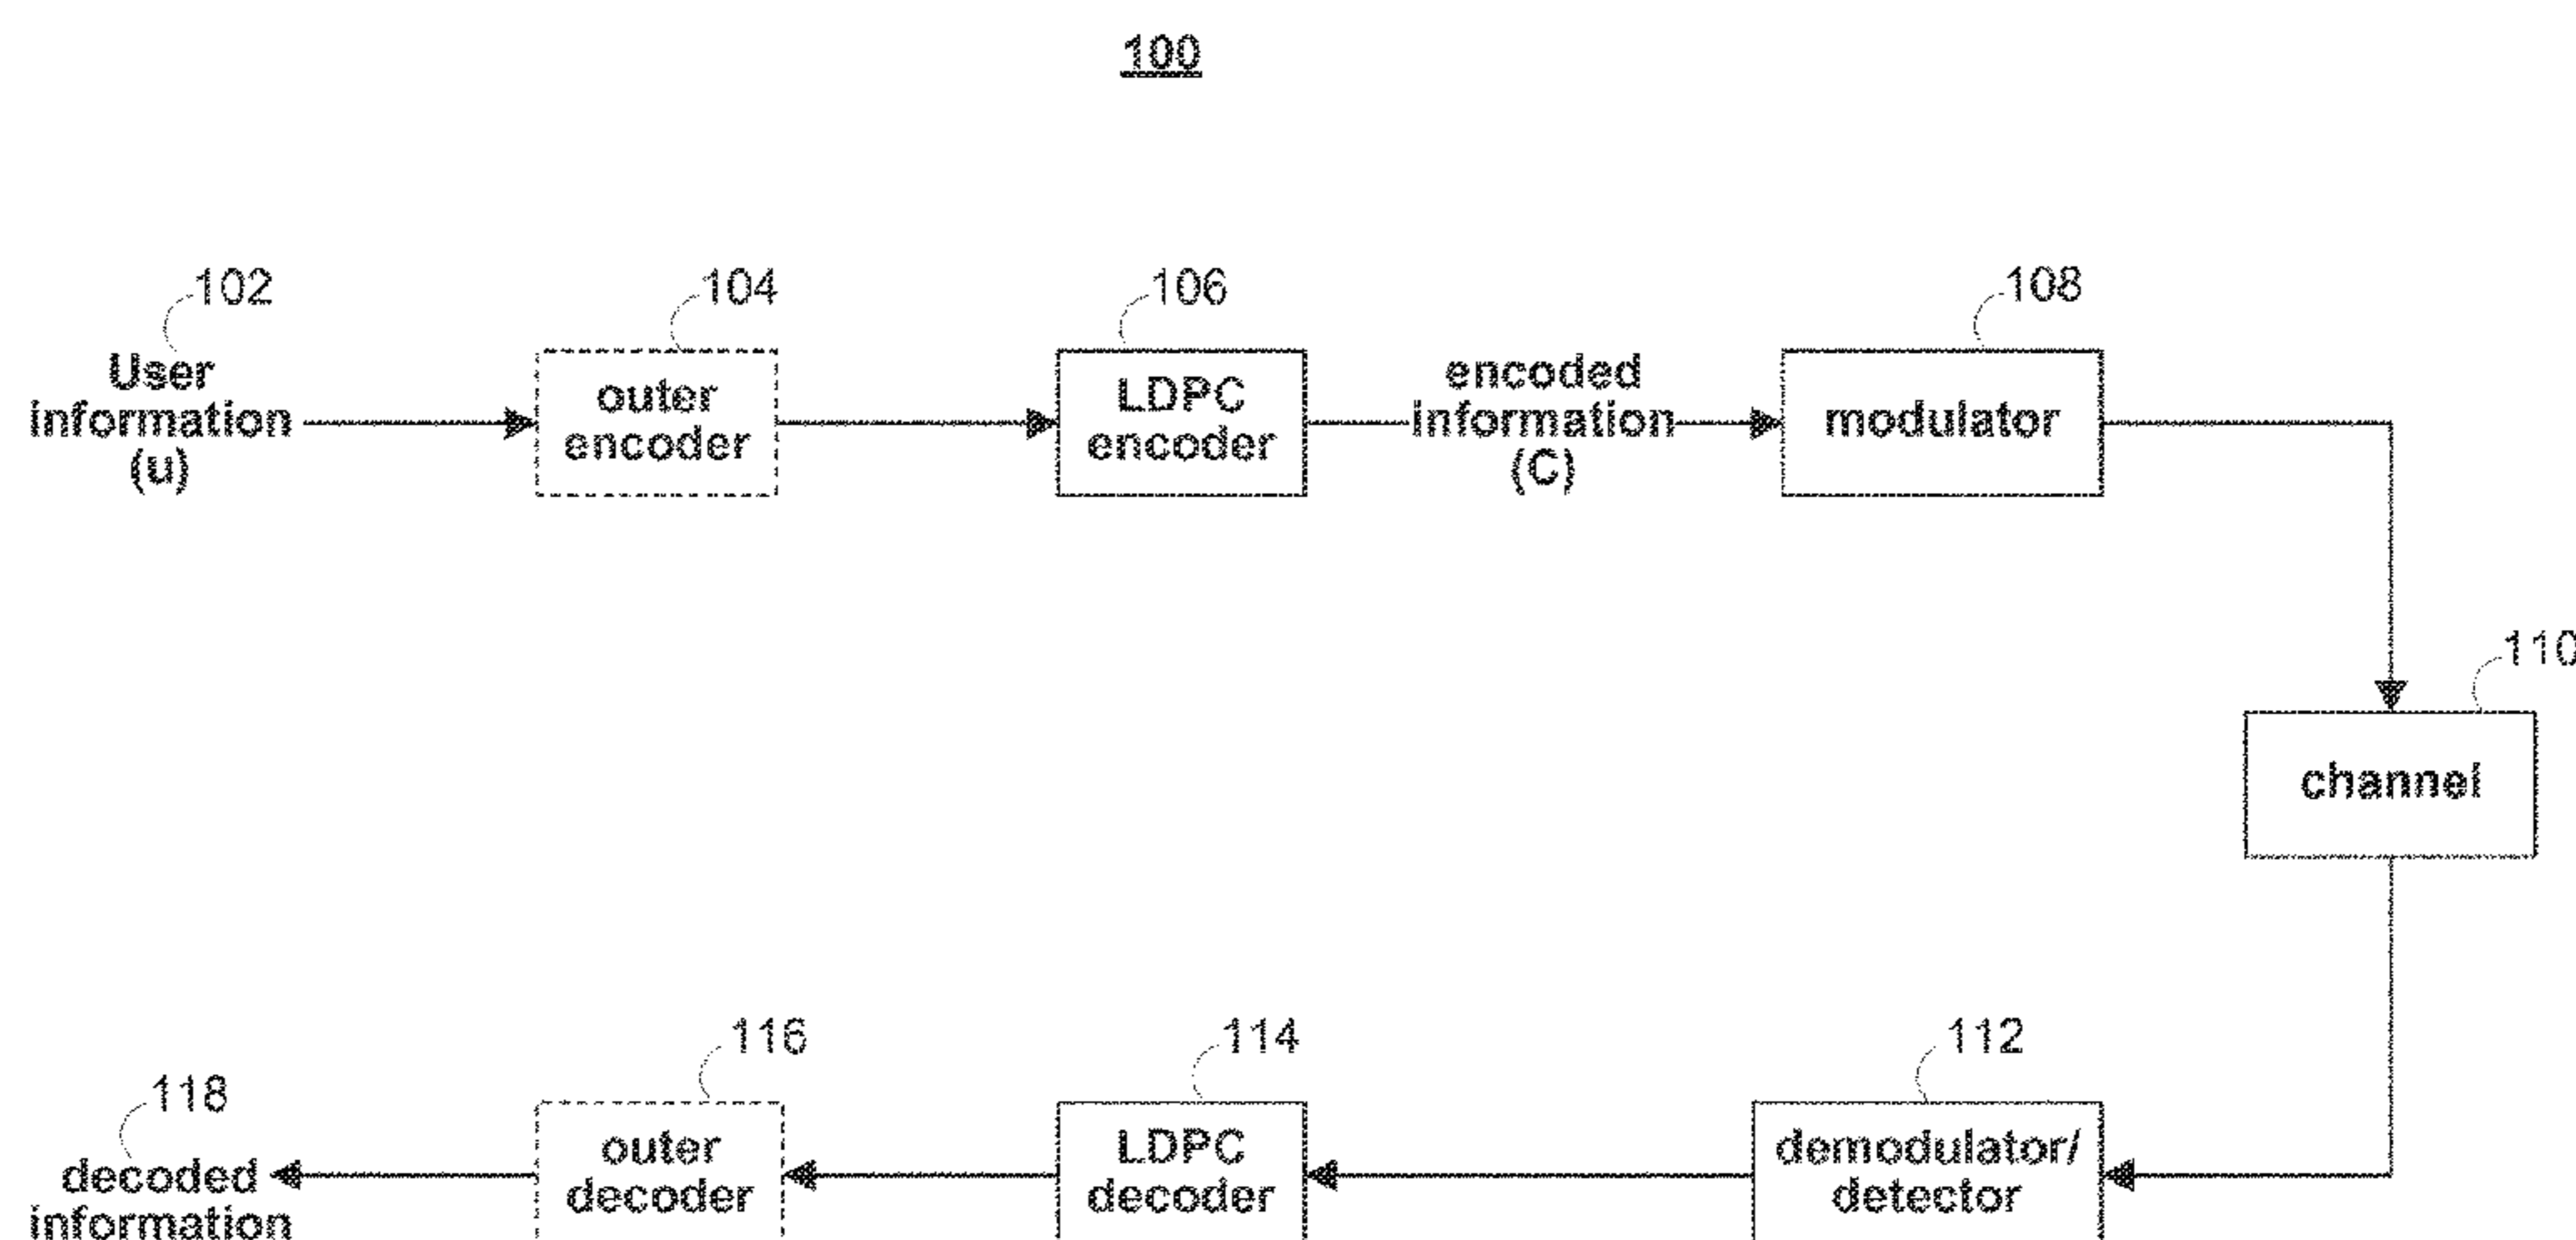 100
102
104
106
108
User
information
(u)
outer
encoder
LDPC
encoder
encoded
information
(C)
modulator
110
channel
118
116
114
112
decoded
information
outer
decoder
LDPC
decoder
demodulator/
detector